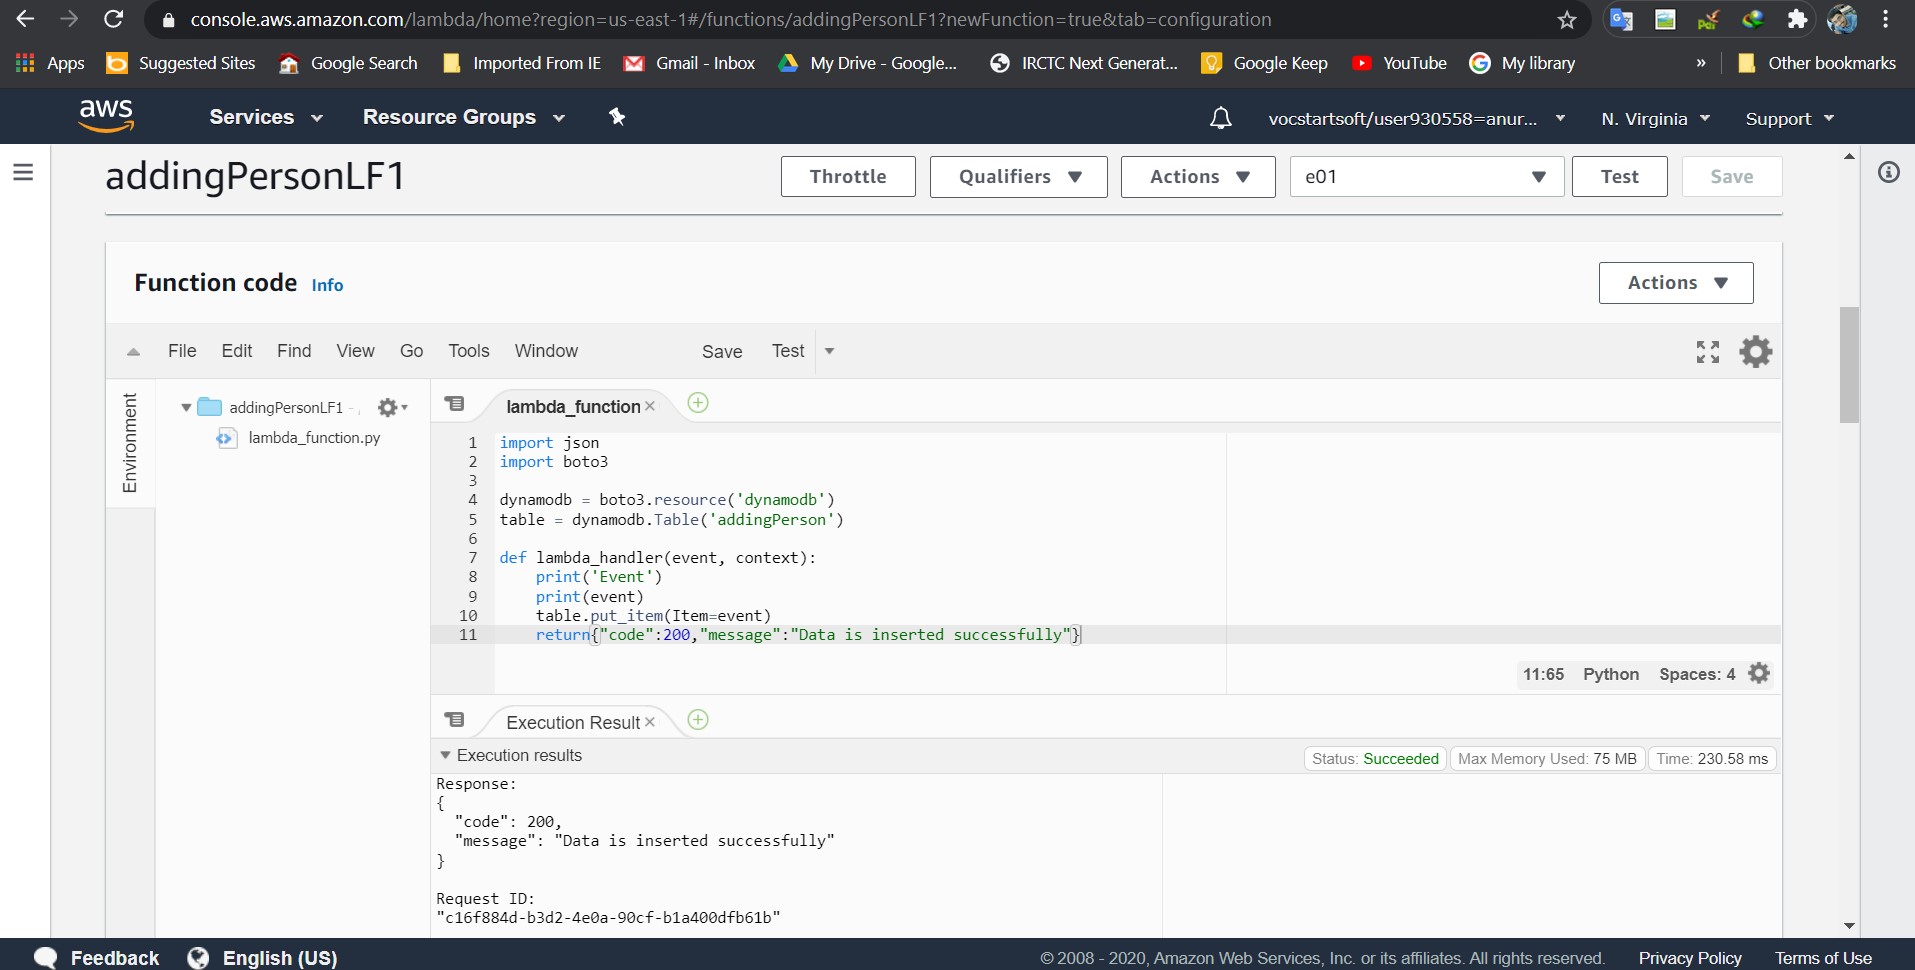 console.aws.amazon.com/lambda/home?region=us-east-1#/functions/addingPersonLF1?newFunction=true&tab=configuration
Apps Suggested Sites Google Search Imported From IE Gmail - Inbox My Drive - Google... IRCTC Next Generat... Google Keep YouTube My library » Other bookmarks
aws Services Resource Groups vocstartsoft/user930558=anur... N. Virginia Support
addingPersonLF1 Throttle Qualifiers Actions e01 Test Save
Function code Info Actions
File Edit Find View Go Tools Window Save Test
Environment
addingPersonLF1 -
lambda_function.py
lambda_function ×
1 import json
2 import boto3
3
4 dynamodb = boto3.resource('dynamodb')
5 table = dynamodb.Table('addingPerson')
6
7 def lambda_handler(event, context):
8 print('Event')
9 print(event)
10 table.put_item(Item=event)
11 return{"code":200,"message":"Data is inserted successfully"}
11:65 Python Spaces: 4
Execution Result ×
Execution results Status: Succeeded Max Memory Used: 75 MB Time: 230.58 ms
Response:
{
"code": 200,
"message": "Data is inserted successfully"
}
Request ID:
"c16f884d-b3d2-4e0a-90cf-b1a400dfb61b"
Feedback English (US) © 2008 - 2020, Amazon Web Services, Inc. or its affiliates. All rights reserved. Privacy Policy Terms of Use